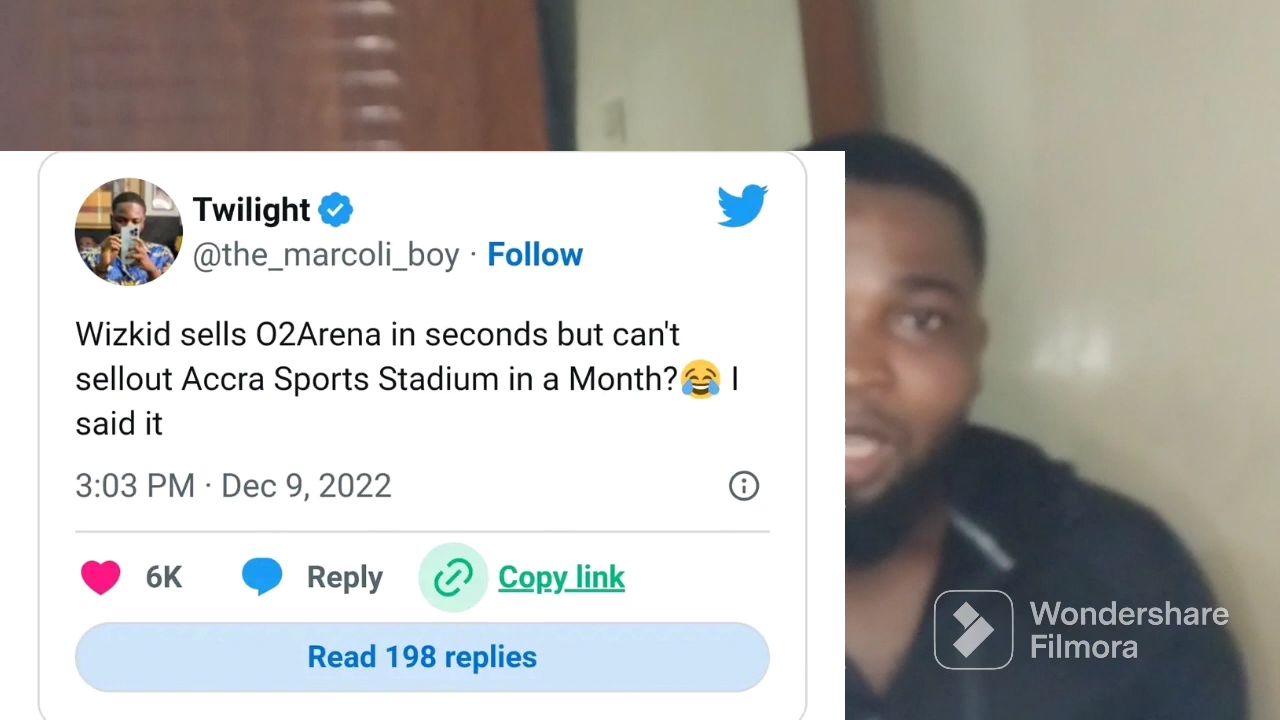 Twilight
@the_marcoli_boy · Follow
Wizkid sells O2Arena in seconds but can't
sellout Accra Sports Stadium in a Month?😂 I
said it
3:03 PM · Dec 9, 2022
6K Reply Copy link
Read 198 replies
Wondershare
Filmora